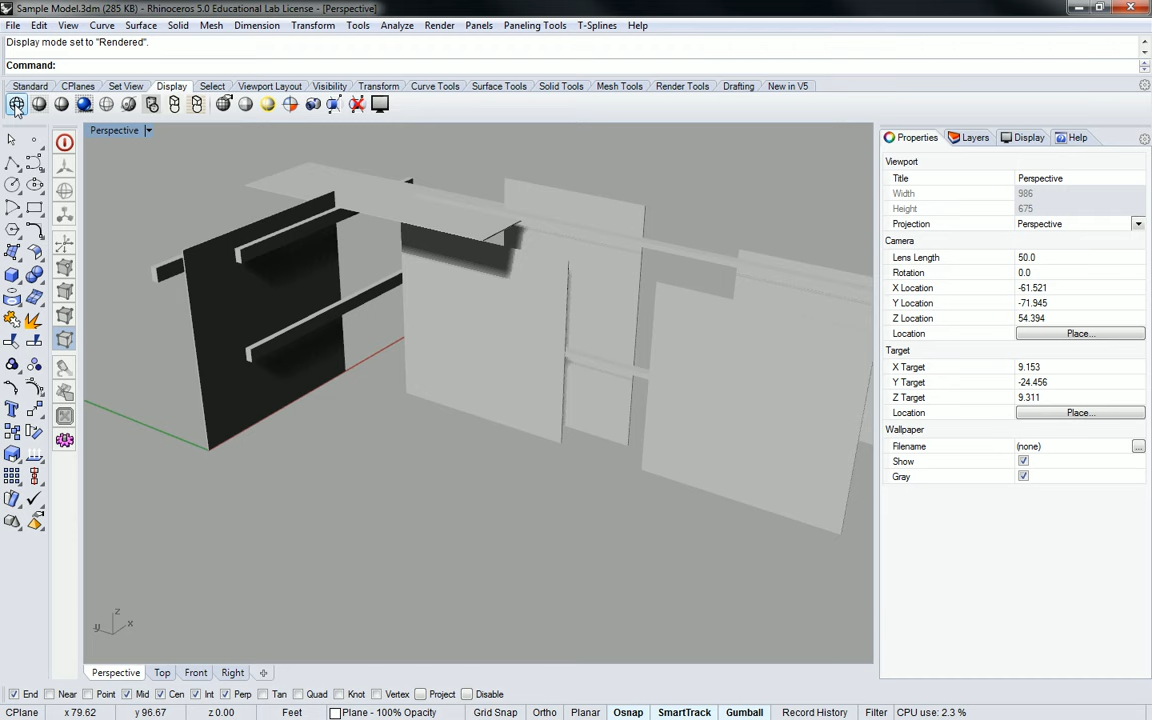 Sample Model.3dm (285 KB) - Rhinoceros 5.0 Educational Lab License - [Perspective]
File Edit View Curve Surface Solid Mesh Dimension Transform Tools Analyze Render Panels Paneling Tools T-Splines Help
Display mode set to "Rendered".
Command:
Standard CPlanes Set View Display Select Viewport Layout Visibility Transform Curve Tools Surface Tools Solid Tools Mesh Tools Render Tools Drafting New in V5
Perspective
Properties Layers Display Help
Viewport
Title Perspective
Width 986
Height 675
Projection Perspective
Camera
Lens Length 50.0
Rotation 0.0
X Location -61.521
Y Location -71.945
Z Location 54.394
Location Place...
Target
X Target 9.153
Y Target -24.456
Z Target 9.311
Location Place...
Wallpaper
Filename (none) ...
Show
Gray
z
y x
Perspective Top Front Right
End Near Point Mid Cen Int Perp Tan Quad Knot Vertex Project Disable
CPlane x 79.62 y 96.67 z 0.00 Feet Plane - 100% Opacity Grid Snap Ortho Planar Osnap SmartTrack Gumball Record History Filter CPU use: 2.3 %